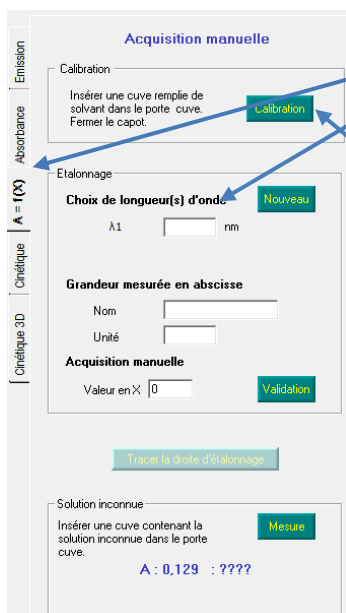 Acquisition manuelle
Emission
Absorbance
A = f(X)
Cinétique
Cinétique 3D
Calibration
Insérer une cuve remplie de
solvant dans le porte cuve.
Fermer le capot.
Calibration
Etalonnage
Choix de longueur(s) d'onde
Nouveau
λ1 nm
Grandeur mesurée en abscisse
Nom
Unité
Acquisition manuelle
Valeur en X 0
Validation
Tracer la droite d'étalonnage
Solution inconnue
Insérer une cuve contenant la
solution inconnue dans le porte
cuve.
Mesure
A : 0,129 : ????